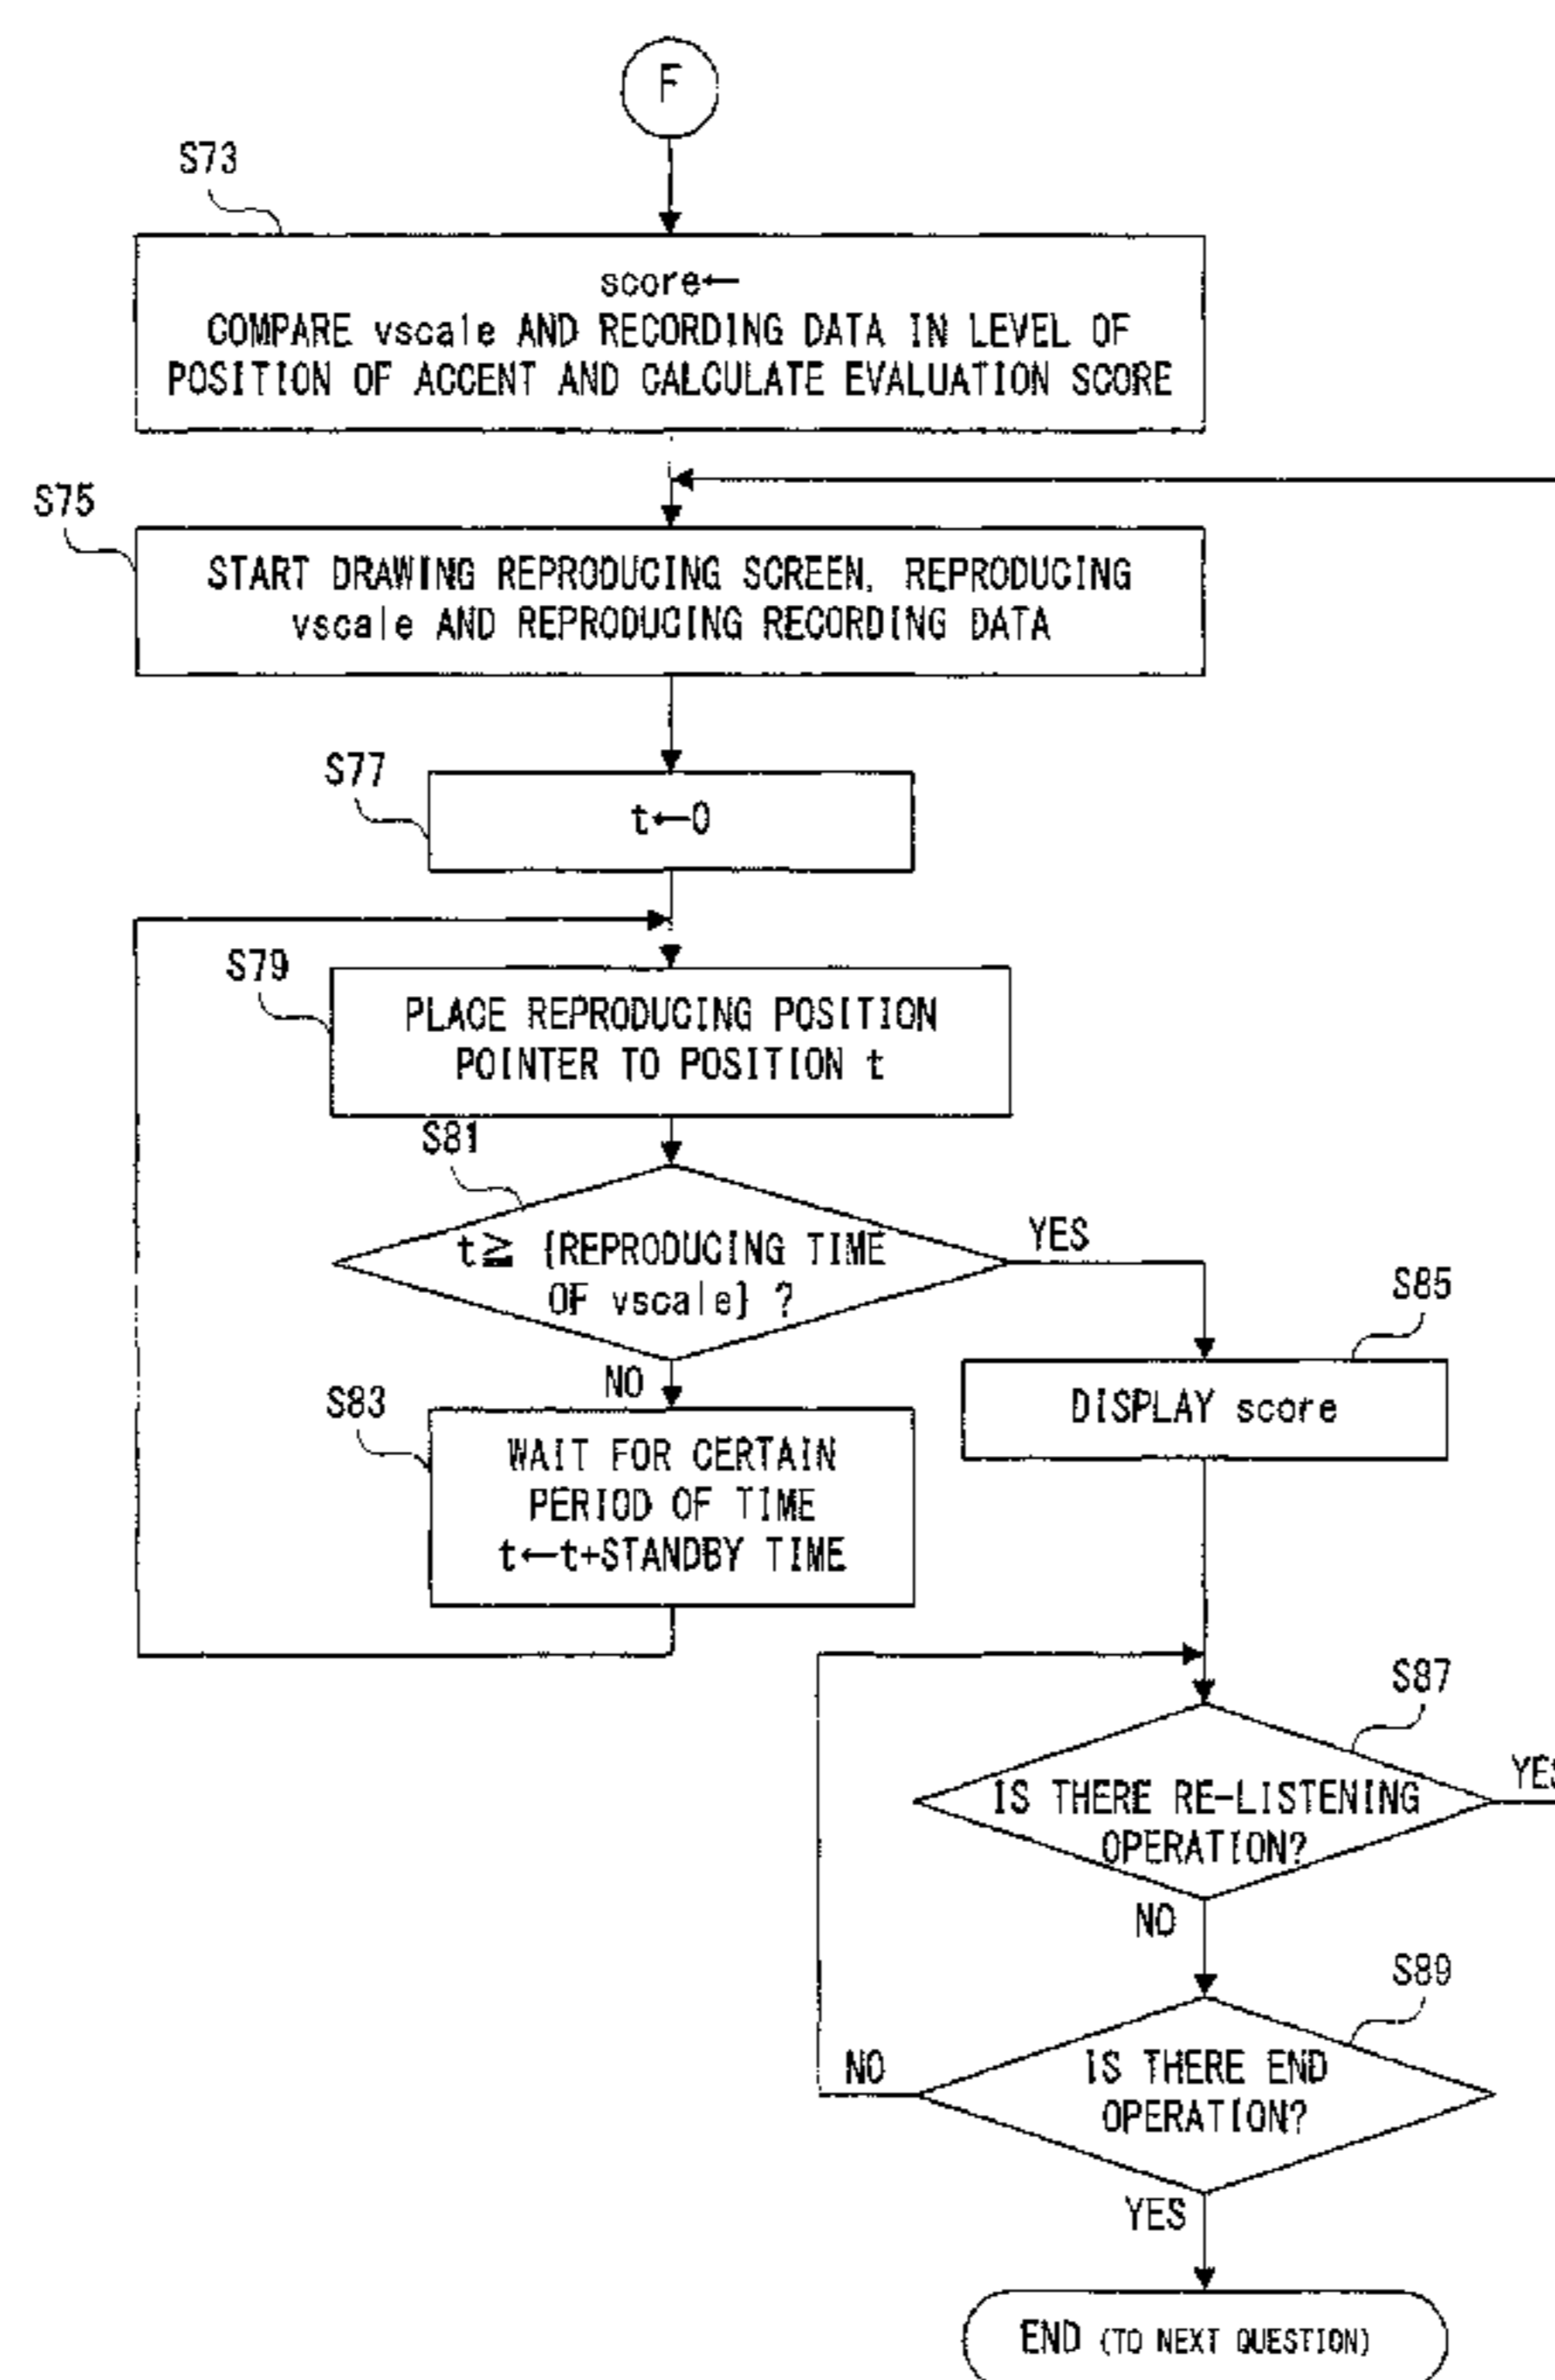 F
S73
score←
COMPARE vscale AND RECORDING DATA IN LEVEL OF
POSITION OF ACCENT AND CALCULATE EVALUATION SCORE
S75
START DRAWING REPRODUCING SCREEN, REPRODUCING
vscale AND REPRODUCING RECORDING DATA
S77
t←0
S79
PLACE REPRODUCING POSITION
POINTER TO POSITION t
S81
t≧ {REPRODUCING TIME
OF vscale} ?
YES
NO
S83
WAIT FOR CERTAIN
PERIOD OF TIME
t←t+STANDBY TIME
S85
DISPLAY score
S87
IS THERE RE-LISTENING
OPERATION?
YES
NO
S89
IS THERE END
OPERATION?
NO
YES
END (TO NEXT QUESTION)